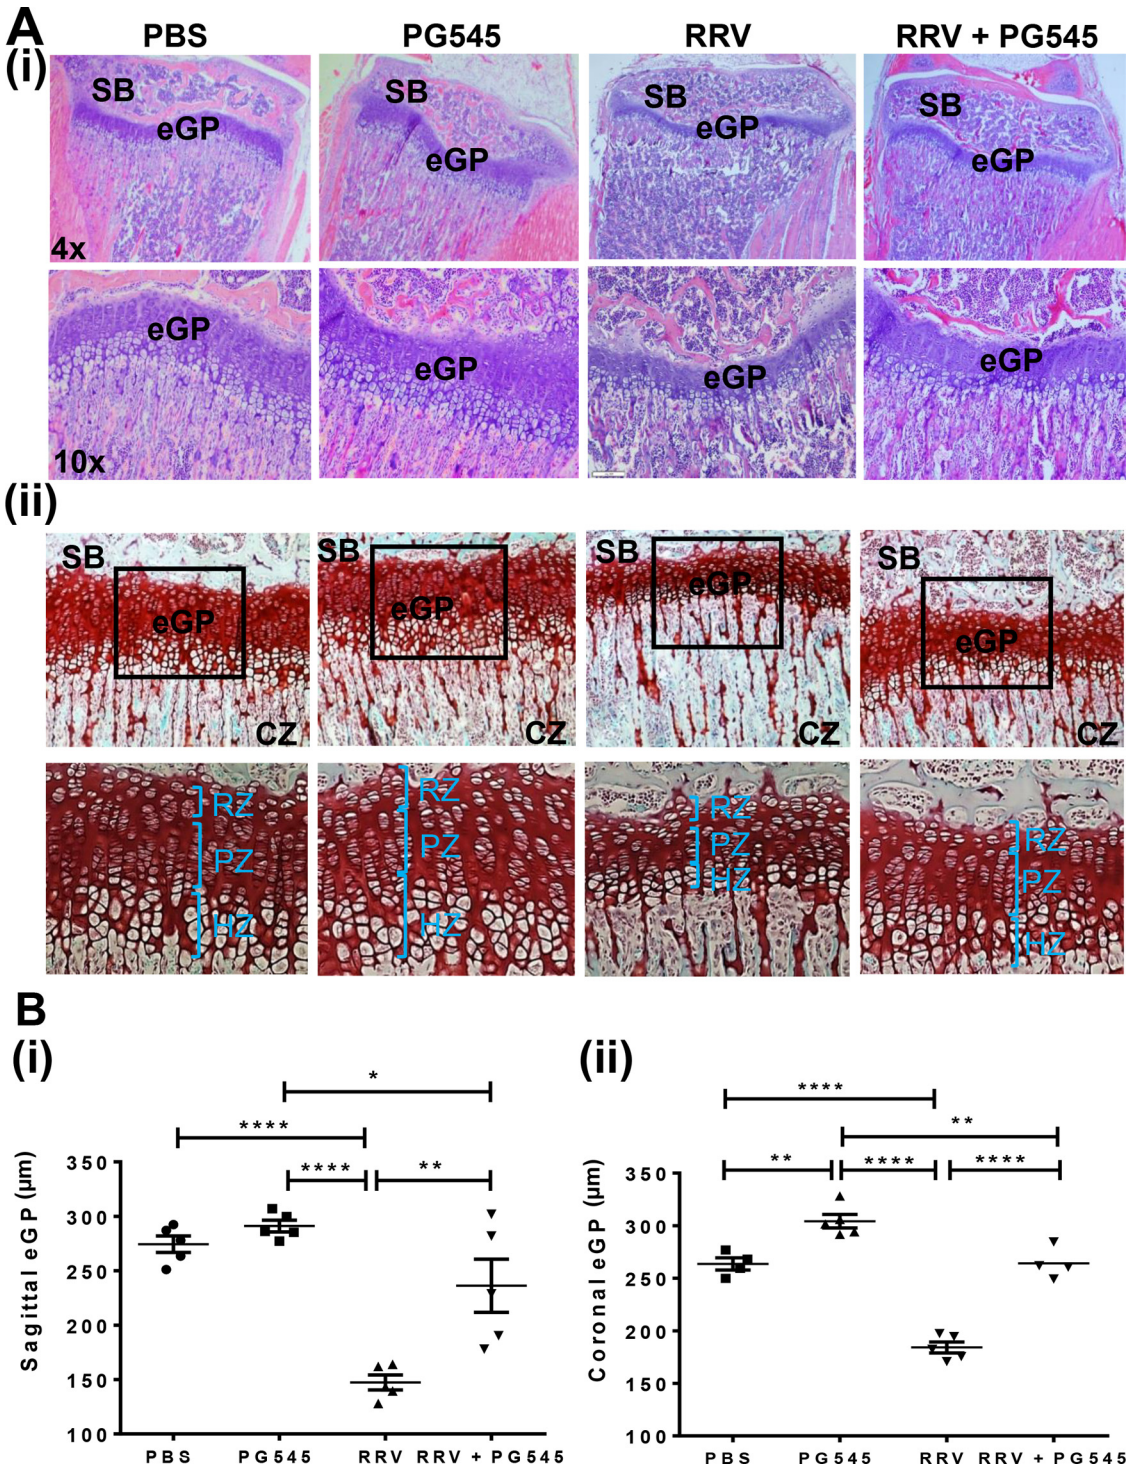 A
PBS PG545 RRV RRV + PG545
(i)
SB SB SB SB
eGP eGP eGP eGP
4x
eGP eGP eGP eGP
10x
(ii)
SB SB SB SB
eGP eGP eGP eGP
CZ CZ CZ
RZ RZ RZ RZ
PZ PZ PZ PZ
HZ HZ HZ HZ
B
(i)
*
****
**** **
Sagittal eGP (µm)
350
300
250
200
150
100
PBS PG545 RRV RRV + PG545
(ii)
****
**
** **** ****
Coronal eGP (µm)
350
300
250
200
150
100
PBS PG545 RRV RRV + PG545